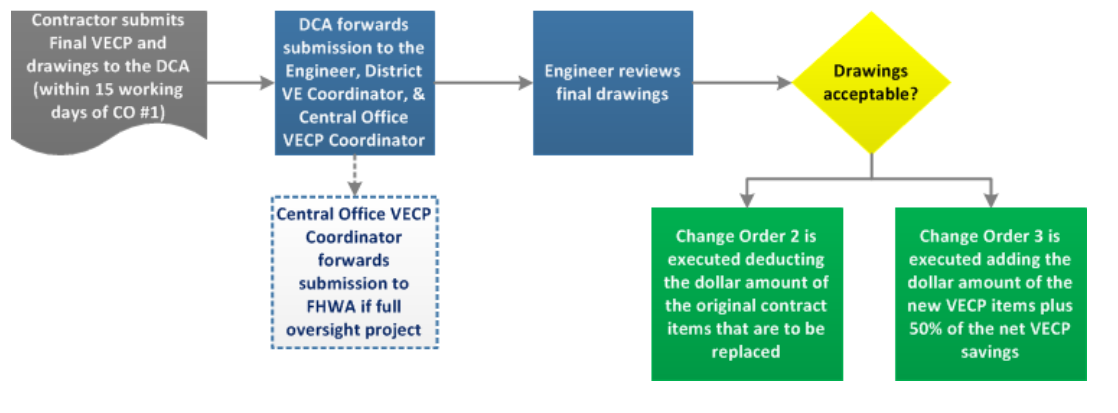 Contractor submits
Final VECP and
drawings to the DCA
(within 15 working
days of CO #1)
DCA forwards
submission to the
Engineer, District
VE Coordinator, &
Central Office
VECP Coordinator
Engineer reviews
final drawings
Drawings
acceptable?
Central Office VECP
Coordinator
forwards
submission to
FHWA if full
oversight project
Change Order 2 is
executed deducting
the dollar amount of
the original contract
items that are to be
replaced
Change Order 3 is
executed adding the
dollar amount of the
new VECP items plus
50% of the net VECP
savings